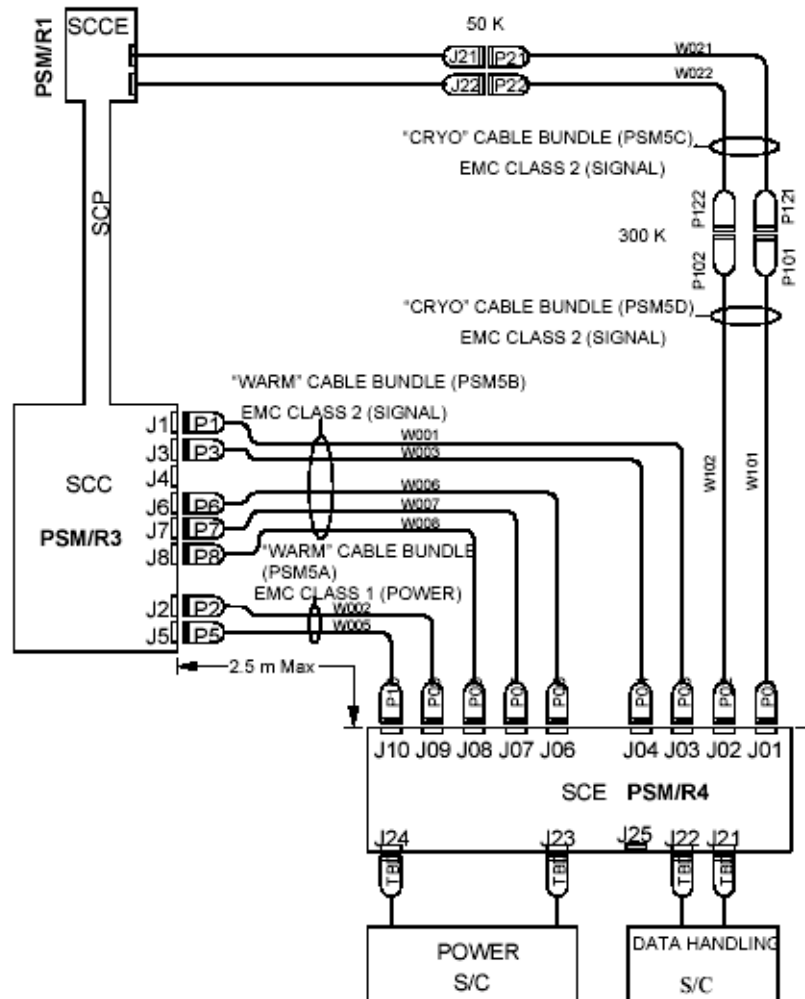 SCCE
PSM/R1
50 K
J21 P21
W021
J22 P22
W022
"CRYO" CABLE BUNDLE (PSM5C)
EMC CLASS 2 (SIGNAL)
P122
P121
SCP
300 K
P102
P101
"CRYO" CABLE BUNDLE (PSM5D)
EMC CLASS 2 (SIGNAL)
"WARM" CABLE BUNDLE (PSM5B)
EMC CLASS 2 (SIGNAL)
J1 P1
W001
J3 P3
W003
J4
W102
W101
SCC
PSM/R3
J6 P6
W006
J7 P7
W007
J8 P8
W008
"WARM" CABLE BUNDLE
(PSM5A)
EMC CLASS 1 (POWER)
J2 P2
W002
J5 P5
W005
2.5 m Max
J10 J09 J08 J07 J06 J04 J03 J02 J01
SCE PSM/R4
J24 J23 J25 J22 J21
POWER
S/C
DATA HANDLING
S/C